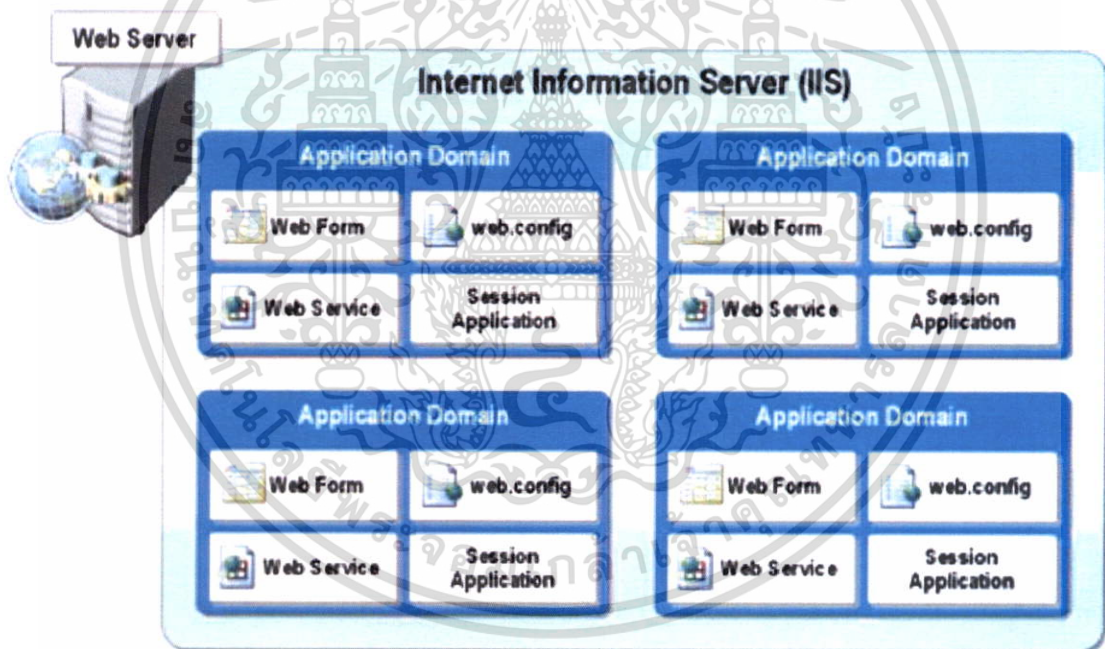 Web Server
Internet Information Server (IIS)
Application Domain
Web Form
web.config
Web Service
Session
Application
Application Domain
Web Form
web.config
Web Service
Session
Application
Application Domain
Web Form
web.config
Web Service
Session
Application
Application Domain
Web Form
web.config
Web Service
Session
Application